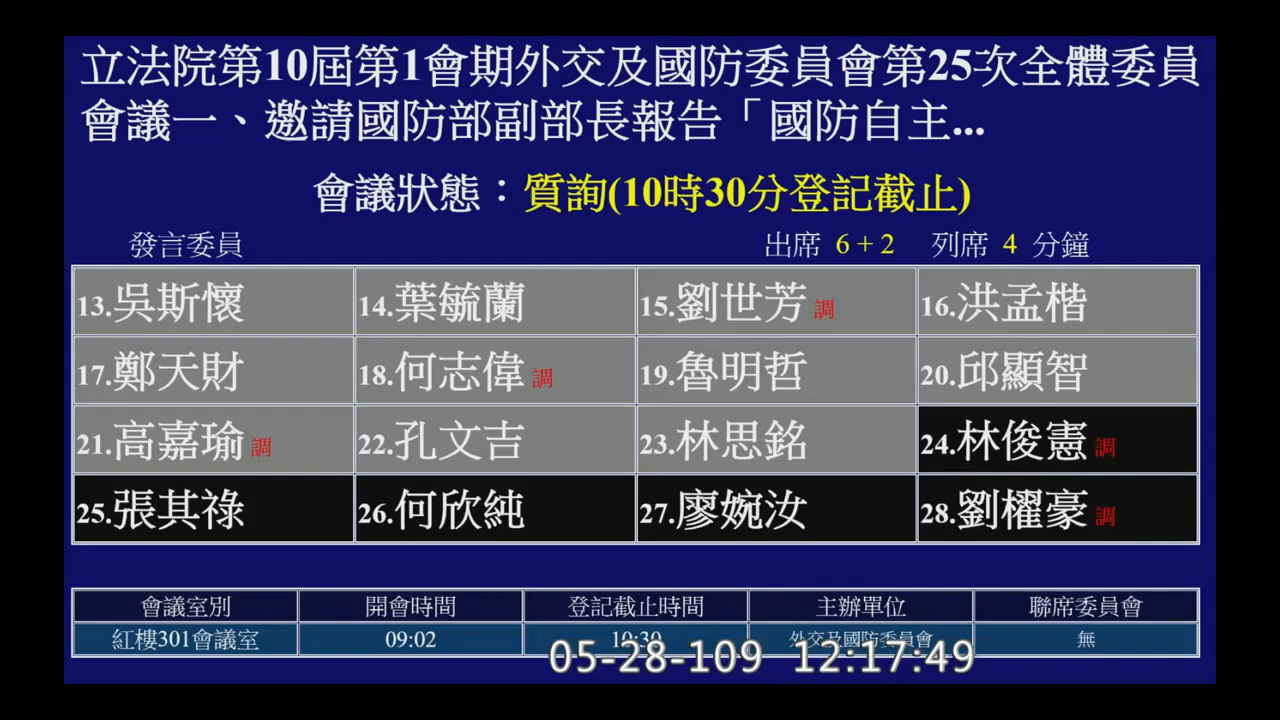 立法院第10屆第1會期外交及國防委員會第25次全體委員
會議一、邀請國防部副部長報告「國防自主...
會議狀態：質詢(10時30分登記截止)
發言委員 出席 6 + 2 列席 4 分鐘
13.吳斯懷 14.葉毓蘭 15.劉世芳 調 16.洪孟楷
17.鄭天財 18.何志偉 調 19.魯明哲 20.邱顯智
21.高嘉瑜 調 22.孔文吉 23.林思銘 24.林俊憲 調
25.張其祿 26.何欣純 27.廖婉汝 28.劉櫂豪 調
會議室別 開會時間 登記截止時間 主辦單位 聯席委員會
紅樓301會議室 09:02 10:30 外交及國防委員會 無
05-28-109 12:17:49